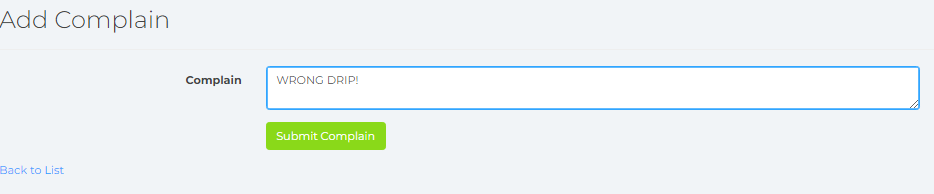 Add Complain
Complain WRONG DRIP!
Submit Complain
Back to List